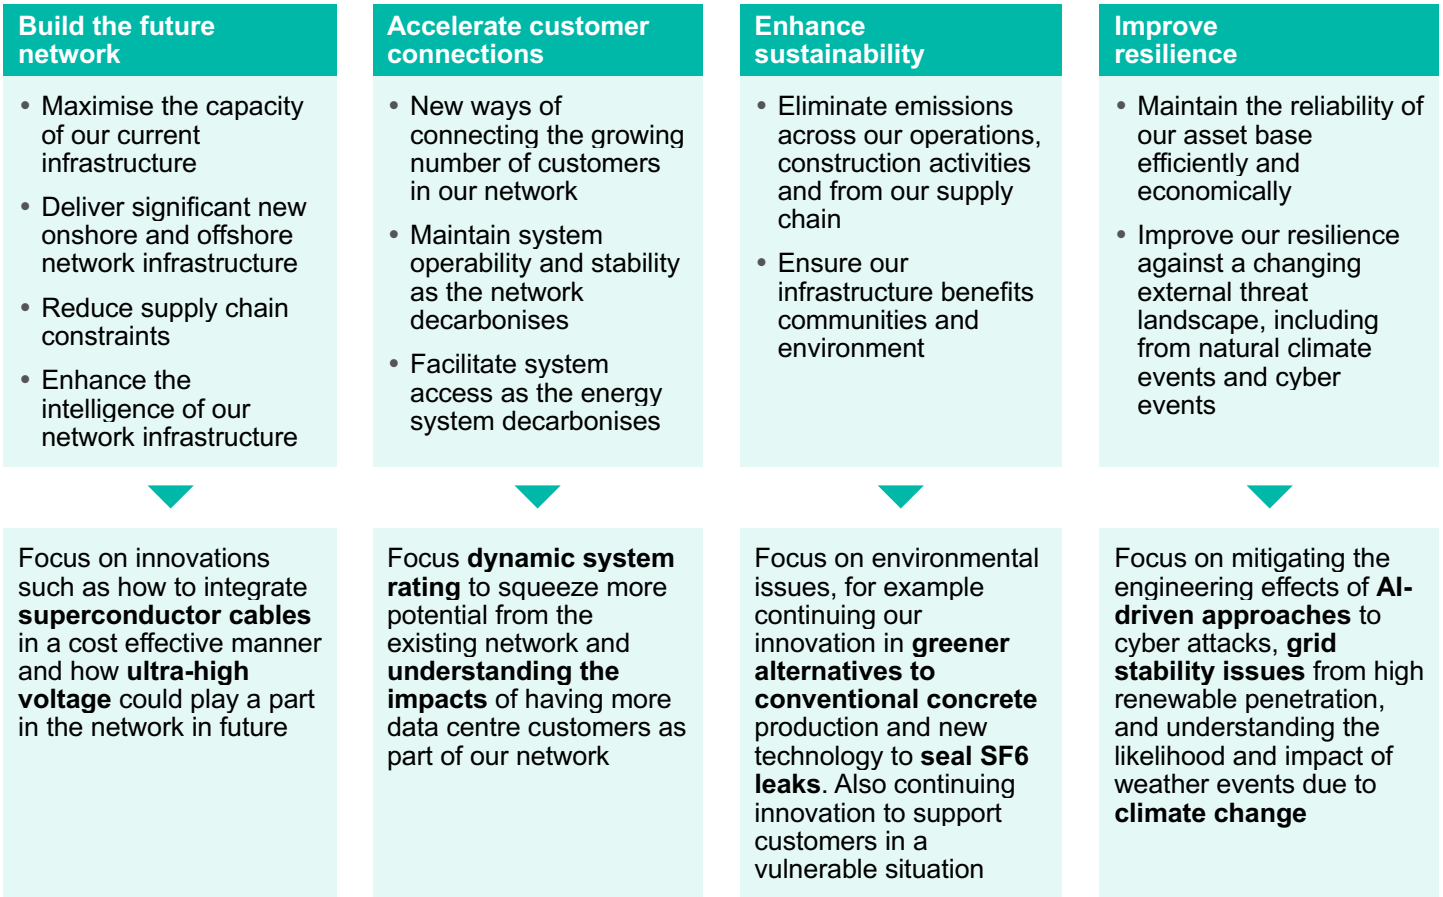 Build the future
network
• Maximise the capacity
of our current
infrastructure
• Deliver significant new
onshore and offshore
network infrastructure
• Reduce supply chain
constraints
• Enhance the
intelligence of our
network infrastructure
Focus on innovations
such as how to integrate
superconductor cables
in a cost effective manner
and how ultra-high
voltage could play a part
in the network in future
Accelerate customer
connections
• New ways of
connecting the growing
number of customers
in our network
• Maintain system
operability and stability
as the network
decarbonises
• Facilitate system
access as the energy
system decarbonises
Focus dynamic system
rating to squeeze more
potential from the
existing network and
understanding the
impacts of having more
data centre customers as
part of our network
Enhance
sustainability
• Eliminate emissions
across our operations,
construction activities
and from our supply
chain
• Ensure our
infrastructure benefits
communities and
environment
Focus on environmental
issues, for example
continuing our
innovation in greener
alternatives to
conventional concrete
production and new
technology to seal SF6
leaks. Also continuing
innovation to support
customers in a
vulnerable situation
Improve
resilience
• Maintain the reliability of
our asset base
efficiently and
economically
• Improve our resilience
against a changing
external threat
landscape, including
from natural climate
events and cyber
events
Focus on mitigating the
engineering effects of AI-
driven approaches to
cyber attacks, grid
stability issues from high
renewable penetration,
and understanding the
likelihood and impact of
weather events due to
climate change